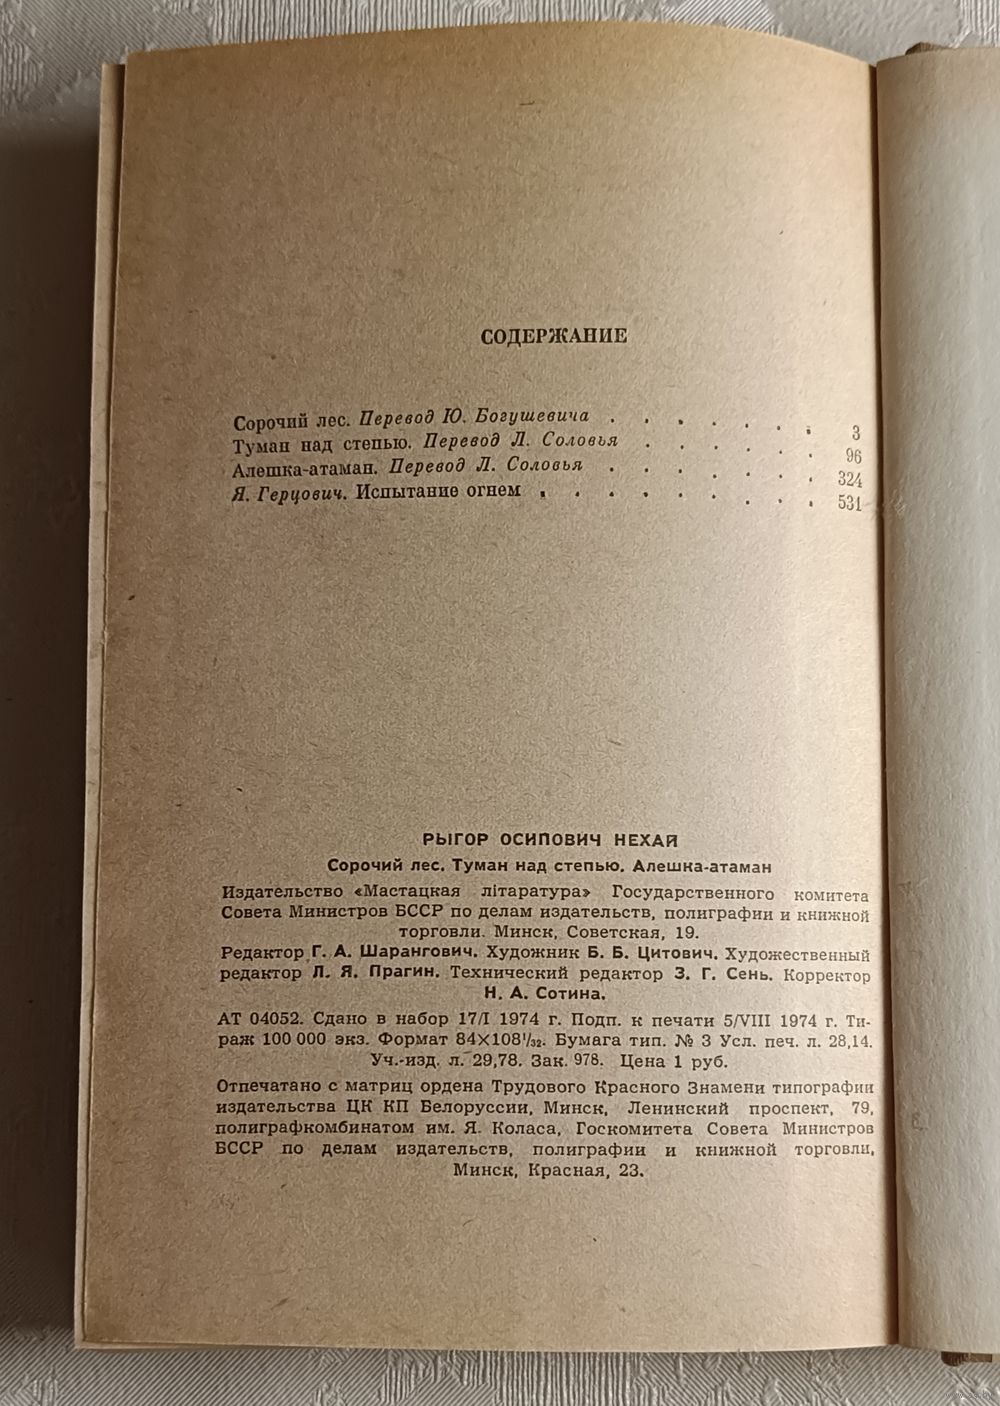 СОДЕРЖАНИЕ
Сорочий лес. Перевод Ю. Богушевича . . . . . . . 3
Туман над степью. Перевод Л. Соловья . . . . . . 96
Алешка-атаман. Перевод Л. Соловья . . . . . . . 324
Я. Герцович. Испытание огнем . . . . . . . . . 531
РЫГОР ОСИПОВИЧ НЕХАЙ
Сорочий лес. Туман над степью. Алешка-атаман
Издательство «Мастацкая літаратура» Государственного комитета
Совета Министров БССР по делам издательств, полиграфии и книжной
торговли. Минск, Советская, 19.
Редактор Г. А. Шарангович. Художник Б. Б. Цитович. Художественный
редактор Л. Я. Прагин. Технический редактор З. Г. Сень. Корректор
Н. А. Сотина.
АТ 04052. Сдано в набор 17/I 1974 г. Подп. к печати 5/VIII 1974 г. Ти-
раж 100 000 экз. Формат 84×108¹/₃₂. Бумага тип. № 3 Усл. печ. л. 28,14.
Уч.-изд. л. 29,78. Зак. 978. Цена 1 руб.
Отпечатано с матриц ордена Трудового Красного Знамени типографии
издательства ЦК КП Белоруссии, Минск, Ленинский проспект, 79,
полиграфкомбинатом им. Я. Коласа, Госкомитета Совета Министров
БССР по делам издательств, полиграфии и книжной торговли,
Минск, Красная, 23.